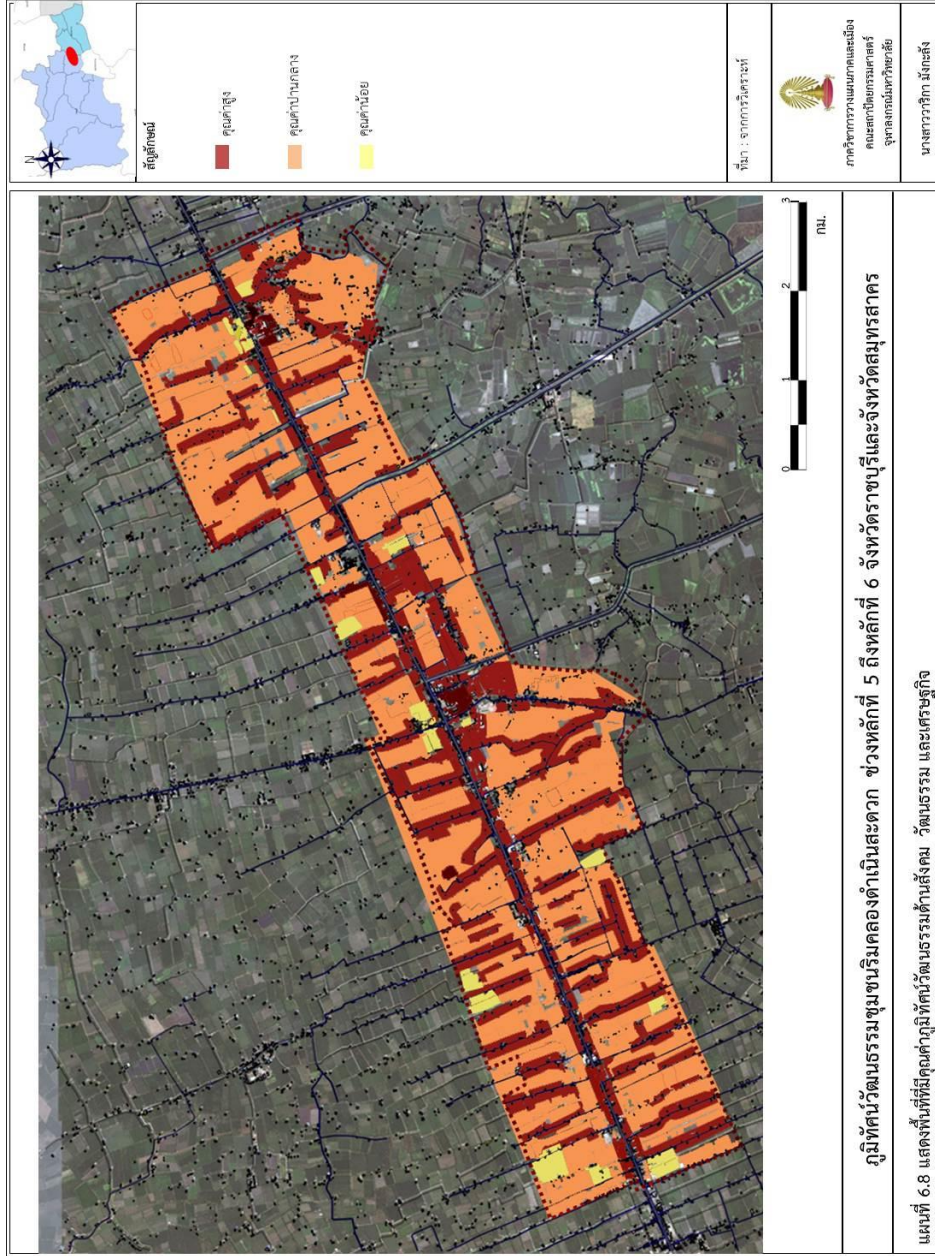 N
สัญลักษณ์
คุณค่าสูง
คุณค่าปานกลาง
คุณค่าน้อย
ที่มา : จากการวิเคราะห์
ภาควิชาการวางแผนภาคและเมือง
คณะสถาปัตยกรรมศาสตร์
จุฬาลงกรณ์มหาวิทยาลัย
นางสาววาริกา มังกะลัง
0 1 2 3
กม.
ภูมิทัศน์วัฒนธรรมชุมชนริมคลองดำเนินสะดวก ช่วงหลักที่ 5 ถึงหลักที่ 6 จังหวัดราชบุรีและจังหวัดสมุทรสาคร
แผนที่ 6.8 แสดงพื้นที่ที่มีคุณค่าภูมิทัศน์วัฒนธรรมด้านสังคม วัฒนธรรม และเศรษฐกิจ